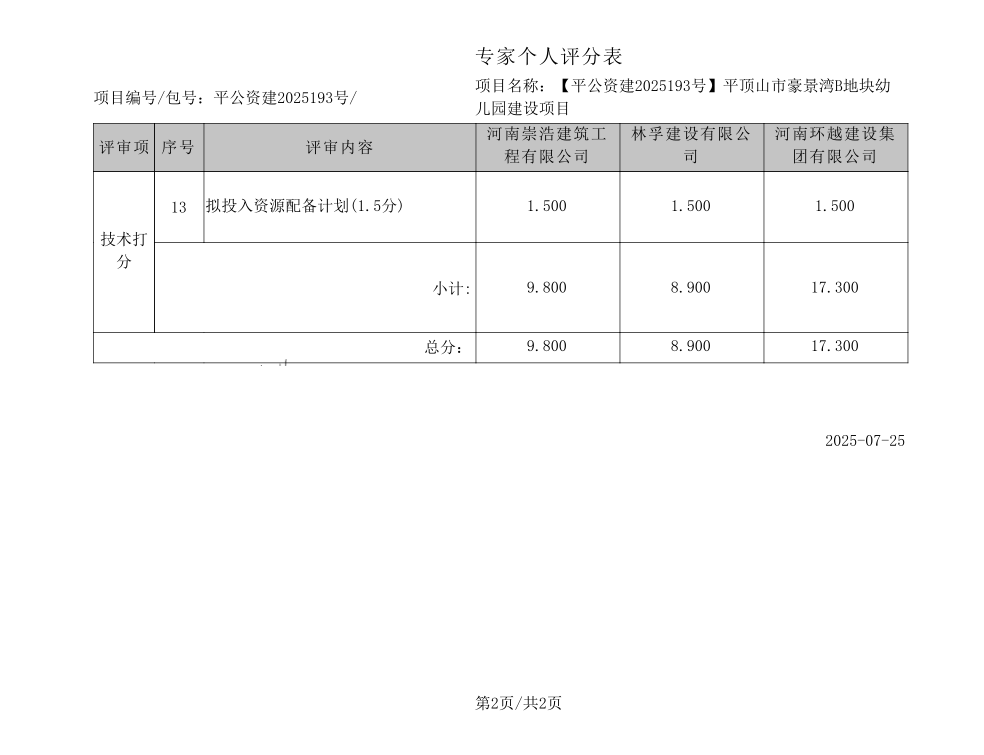 专家个人评分表
项目编号/包号：平公资建2025193号/
项目名称：【平公资建2025193号】平顶山市豪景湾B地块幼
儿园建设项目
评审项 序号 评审内容 河南崇浩建筑工 林孚建设有限公 河南环越建设集
程有限公司 司 团有限公司
13 拟投入资源配备计划(1.5分) 1.500 1.500 1.500
技术打
分
小计: 9.800 8.900 17.300
总分： 9.800 8.900 17.300
2025-07-25
第2页/共2页